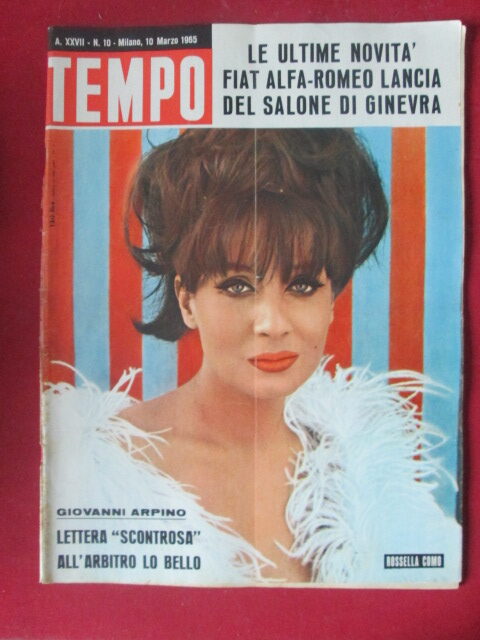 A. XXVII - N. 10 - Milano, 10 Marzo 1965
TEMPO
LE ULTIME NOVITA'
FIAT ALFA-ROMEO LANCIA
DEL SALONE DI GINEVRA
GIOVANNI ARPINO
LETTERA "SCONTROSA"
ALL'ARBITRO LO BELLO
ROSSELLA COMO